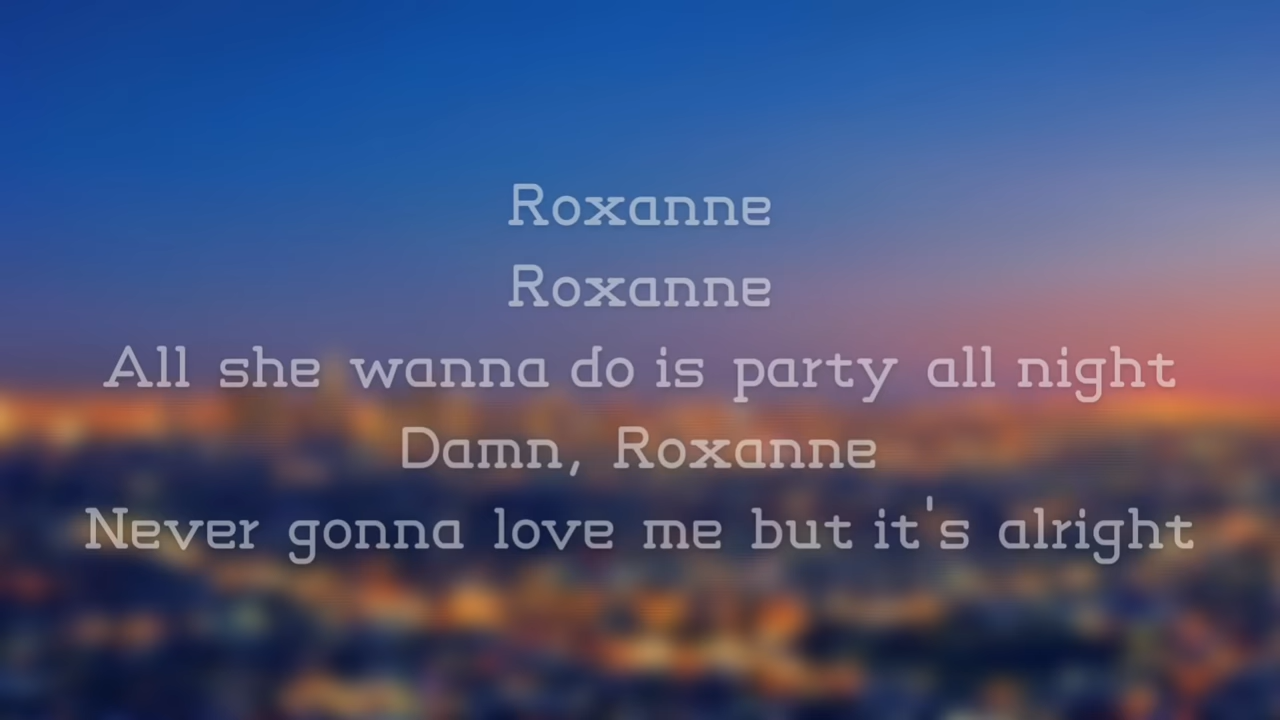 Roxanne
Roxanne
All she wanna do is party all night
Damn, Roxanne
Never gonna love me but it's alright